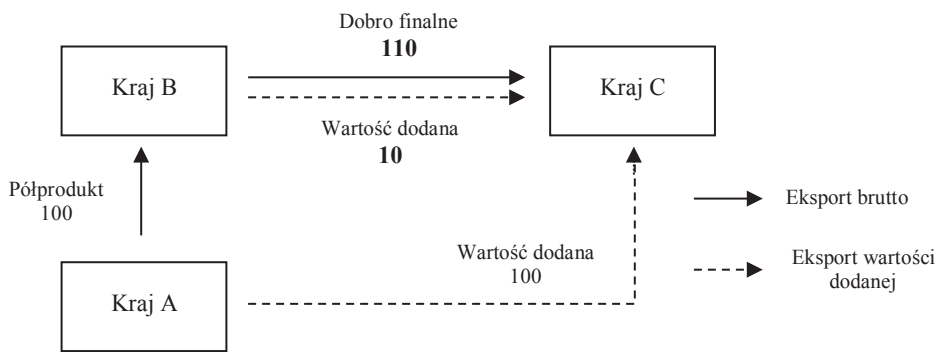 Dobro finalne
110
Kraj B
Kraj C
Wartość dodana
10
Półprodukt
100
Eksport brutto
Wartość dodana
100
Eksport wartości
dodanej
Kraj A